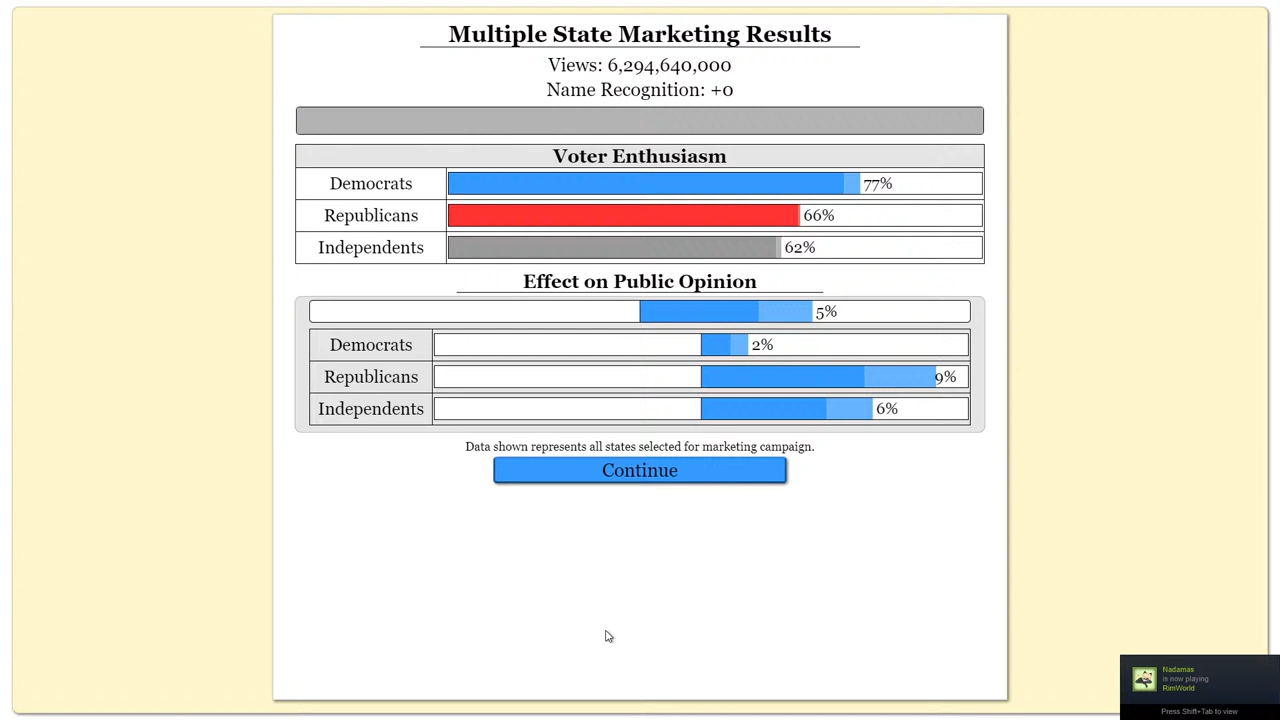 Multiple State Marketing Results
Views: 6,294,640,000
Name Recognition: +0
Voter Enthusiasm
Democrats 77%
Republicans 66%
Independents 62%
Effect on Public Opinion
5%
Democrats 2%
Republicans 9%
Independents 6%
Data shown represents all states selected for marketing campaign.
Continue
Nadamas
is now playing
RimWorld
Press Shift+Tab to view